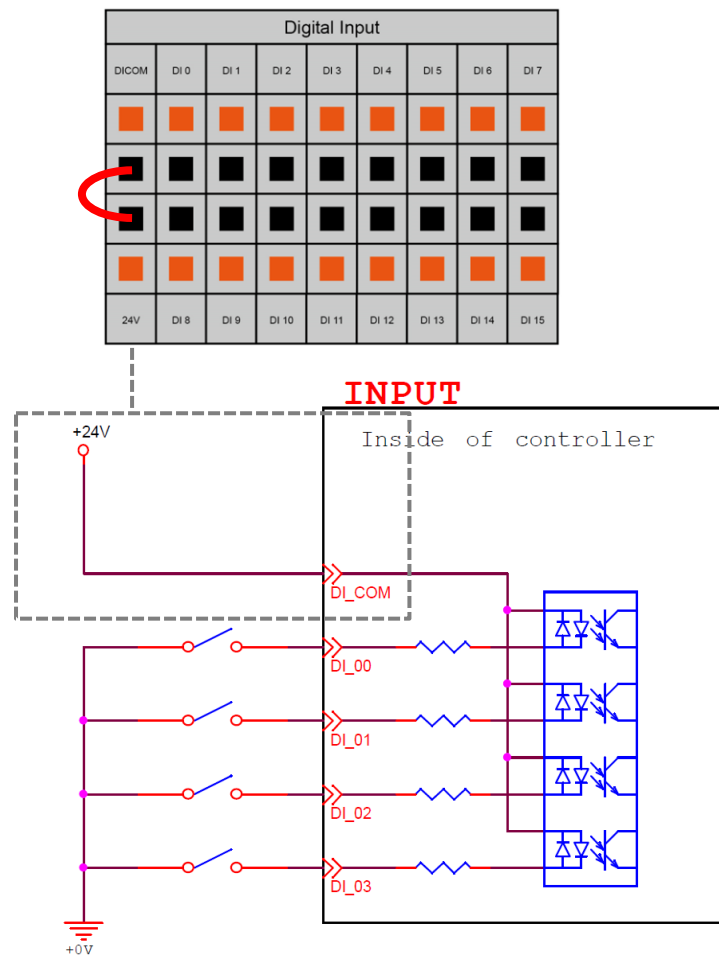 Digital Input
DICOM DI 0 DI 1 DI 2 DI 3 DI 4 DI 5 DI 6 DI 7
24V DI 8 DI 9 DI 10 DI 11 DI 12 DI 13 DI 14 DI 15
INPUT
+24V
Inside of controller
DI_COM
DI_00
DI_01
DI_02
DI_03
+0V